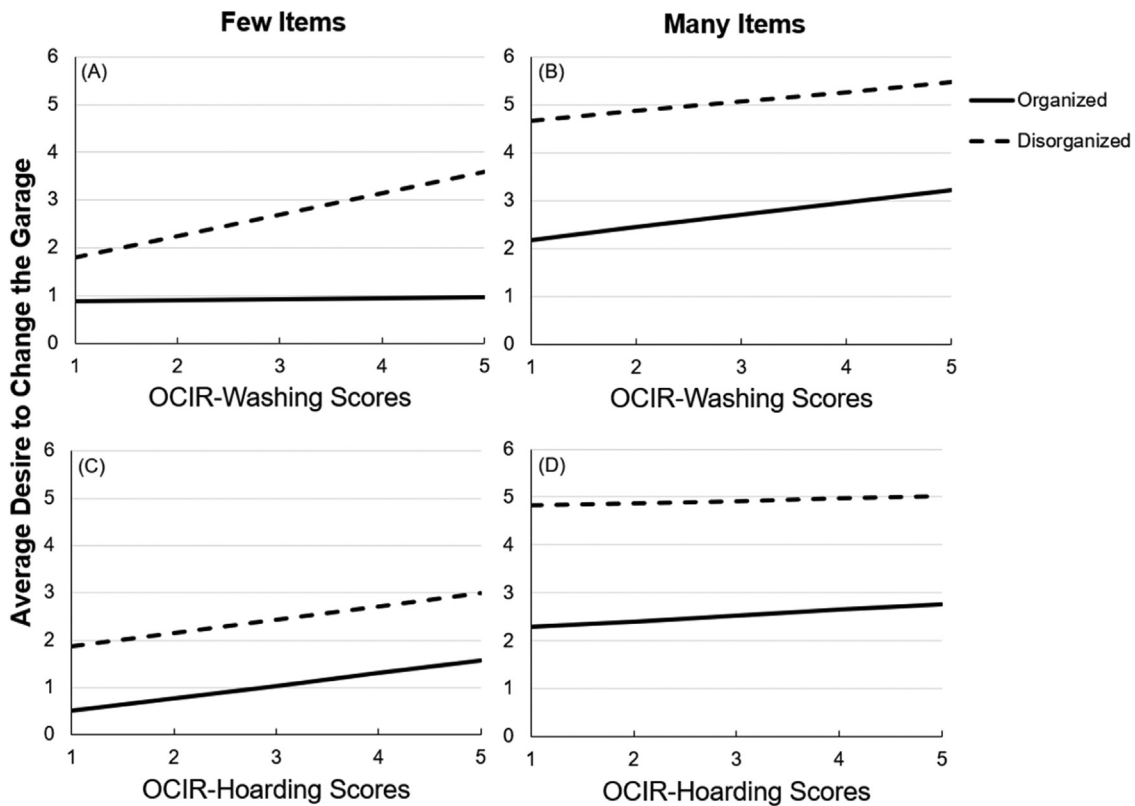 Few Items
Many Items
Average Desire to Change the Garage
(A)
6
5
4
3
2
1
0
1 2 3 4 5
OCIR-Washing Scores
(B)
6
5
4
3
2
1
0
1 2 3 4 5
OCIR-Washing Scores
Organized
Disorganized
(C)
6
5
4
3
2
1
0
1 2 3 4 5
OCIR-Hoarding Scores
(D)
6
5
4
3
2
1
0
1 2 3 4 5
OCIR-Hoarding Scores